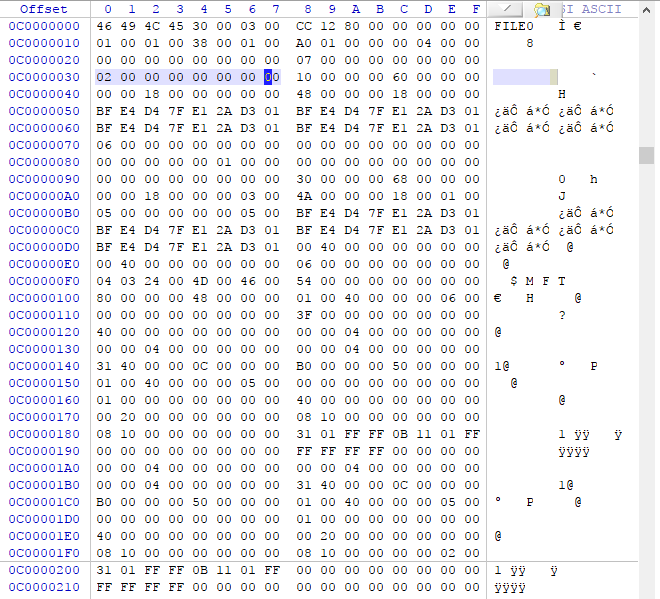 Offset 0 1 2 3 4 5 6 7 8 9 A B C D E F SI ASCII
0C0000000 46 49 4C 45 30 00 03 00 CC 12 80 00 00 00 00 00 FILE0 Ì €
0C0000010 01 00 01 00 38 00 01 00 A0 01 00 00 00 04 00 00 8
0C0000020 00 00 00 00 00 00 00 00 07 00 00 00 00 00 00 00
0C0000030 02 00 00 00 00 00 00 00 10 00 00 00 60 00 00 00 `
0C0000040 00 00 18 00 00 00 00 00 48 00 00 00 18 00 00 00 H
0C0000050 BF E4 D4 7F E1 2A D3 01 BF E4 D4 7F E1 2A D3 01 ¿äÔ á*Ó ¿äÔ á*Ó
0C0000060 BF E4 D4 7F E1 2A D3 01 BF E4 D4 7F E1 2A D3 01 ¿äÔ á*Ó ¿äÔ á*Ó
0C0000070 06 00 00 00 00 00 00 00 00 00 00 00 00 00 00 00
0C0000080 00 00 00 00 00 01 00 00 00 00 00 00 00 00 00 00
0C0000090 00 00 00 00 00 00 00 00 30 00 00 00 68 00 00 00 0 h
0C00000A0 00 00 18 00 00 00 03 00 4A 00 00 00 18 00 01 00 J
0C00000B0 05 00 00 00 00 00 05 00 BF E4 D4 7F E1 2A D3 01 ¿äÔ á*Ó
0C00000C0 BF E4 D4 7F E1 2A D3 01 BF E4 D4 7F E1 2A D3 01 ¿äÔ á*Ó ¿äÔ á*Ó
0C00000D0 BF E4 D4 7F E1 2A D3 01 00 40 00 00 00 00 00 00 ¿äÔ á*Ó @
0C00000E0 00 40 00 00 00 00 00 00 06 00 00 00 00 00 00 00 @
0C00000F0 04 03 24 00 4D 00 46 00 54 00 00 00 00 00 00 00 $ M F T
0C0000100 80 00 00 00 48 00 00 00 01 00 40 00 00 00 06 00 € H @
0C0000110 00 00 00 00 00 00 00 00 3F 00 00 00 00 00 00 00 ?
0C0000120 40 00 00 00 00 00 00 00 00 00 04 00 00 00 00 00 @
0C0000130 00 00 04 00 00 00 00 00 00 00 04 00 00 00 00 00
0C0000140 31 40 00 00 0C 00 00 00 B0 00 00 00 50 00 00 00 1@ ° P
0C0000150 01 00 40 00 00 00 05 00 00 00 00 00 00 00 00 00 @
0C0000160 01 00 00 00 00 00 00 00 40 00 00 00 00 00 00 00 @
0C0000170 00 20 00 00 00 00 00 00 08 10 00 00 00 00 00 00
0C0000180 08 10 00 00 00 00 00 00 31 01 FF FF 0B 11 01 FF 1 ÿÿ ÿ
0C0000190 00 00 00 00 00 00 00 00 FF FF FF FF 00 00 00 00 ÿÿÿÿ
0C00001A0 00 00 04 00 00 00 00 00 00 00 04 00 00 00 00 00
0C00001B0 00 00 04 00 00 00 00 00 31 40 00 00 0C 00 00 00 1@
0C00001C0 B0 00 00 00 50 00 00 00 01 00 40 00 00 00 05 00 ° P @
0C00001D0 00 00 00 00 00 00 00 00 01 00 00 00 00 00 00 00
0C00001E0 40 00 00 00 00 00 00 00 00 20 00 00 00 00 00 00 @
0C00001F0 08 10 00 00 00 00 00 00 08 10 00 00 00 00 02 00
0C0000200 31 01 FF FF 0B 11 01 FF 00 00 00 00 00 00 00 00 1 ÿÿ ÿ
0C0000210 FF FF FF FF 00 00 00 00 00 00 00 00 00 00 00 00 ÿÿÿÿ